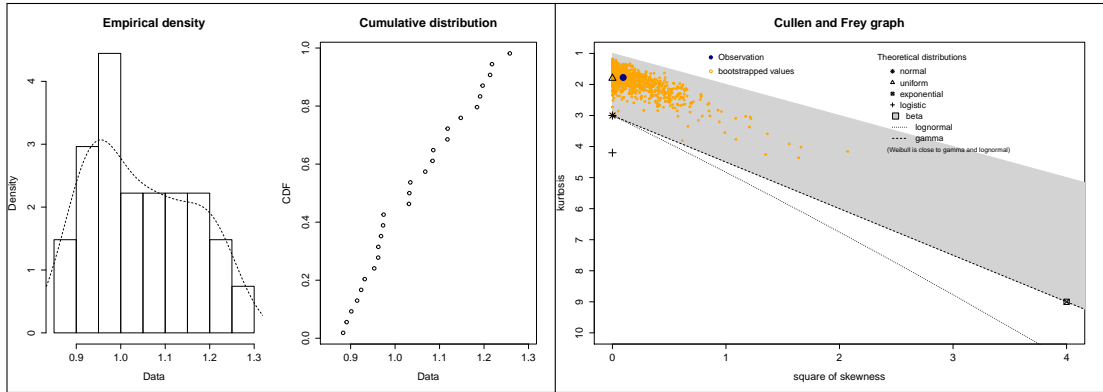 Empirical density
Density
0
1
2
3
4
0.9
1.0
1.1
1.2
1.3
Data
Cumulative distribution
CDF
0.0
0.2
0.4
0.6
0.8
1.0
0.9
1.0
1.1
1.2
1.3
Data
Cullen and Frey graph
kurtosis
1
2
3
4
5
6
7
8
9
10
0
1
2
3
4
square of skewness
Observation
bootstrapped values
Theoretical distributions
normal
uniform
exponential
logistic
beta
lognormal
gamma
(Weibull is close to gamma and lognormal)